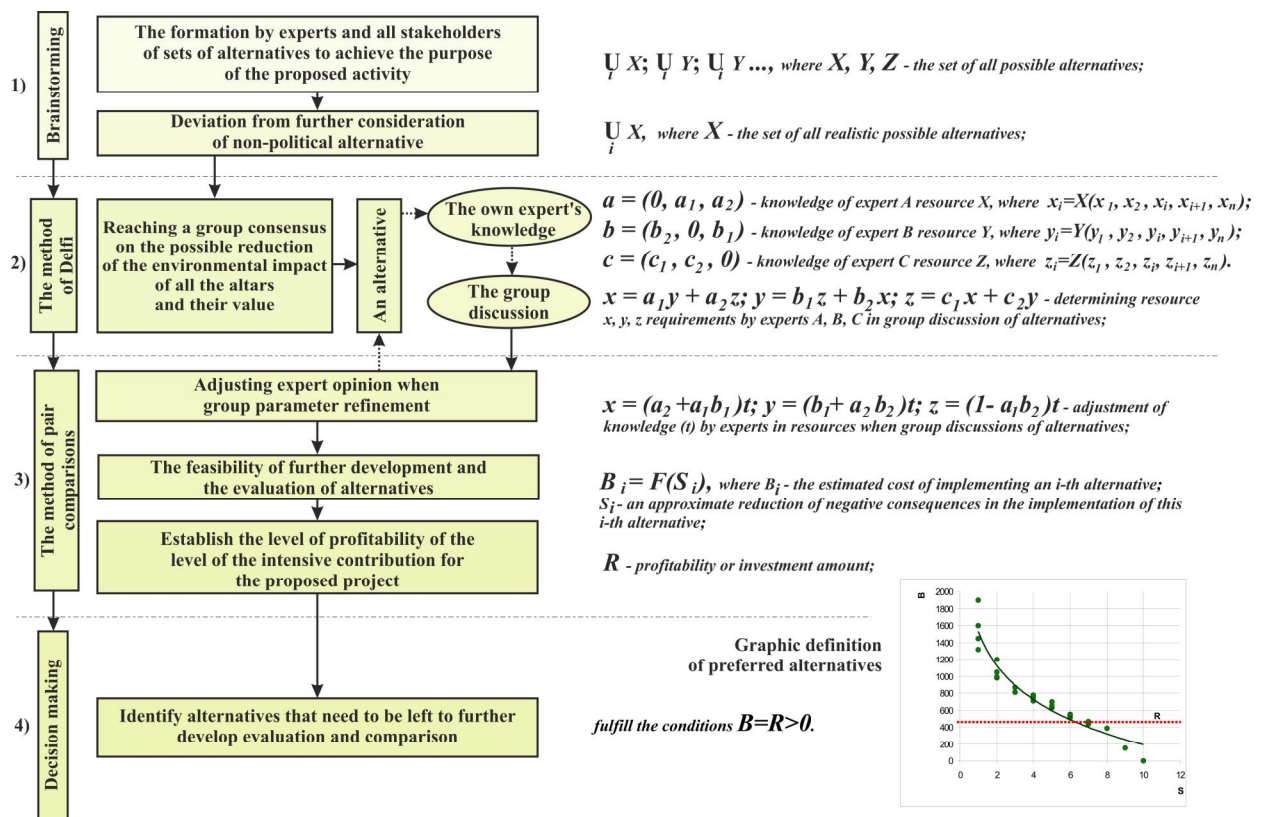 1)
Brainstorming
The formation by experts and all stakeholders
of sets of alternatives to achieve the purpose
of the proposed activity
U i X; U i Y; U i Y ..., where X, Y, Z - the set of all possible alternatives;
Deviation from further consideration
of non-political alternative
U i X, where X - the set of all realistic possible alternatives;
2)
The method
of Delfi
Reaching a group consensus
on the possible reduction
of the environmental impact
of all the altars
and their value
An alternative
The own expert's
knowledge
The group
discussion
a = (0, a₁, a₂) - knowledge of expert A resource X, where xᵢ=X(x₁, x₂, xᵢ, xᵢ₊₁, xₙ);
b = (b₂, 0, b₁) - knowledge of expert B resource Y, where yᵢ=Y(y₁, y₂, yᵢ, yᵢ₊₁, yₙ);
c = (c₁, c₂, 0) - knowledge of expert C resource Z, where zᵢ=Z(z₁, z₂, zᵢ, zᵢ₊₁, zₙ).
x = a₁y + a₂z; y = b₁z + b₂x; z = c₁x + c₂y - determining resource
x, y, z requirements by experts A, B, C in group discussion of alternatives;
3)
The method of pair
comparisons
Adjusting expert opinion when
group parameter refinement
x = (a₂ +a₁b₁)t; y = (b₁+ a₂b₂)t; z = (1- a₁b₂)t - adjustment of
knowledge (t) by experts in resources when group discussions of alternatives;
The feasibility of further development and
the evaluation of alternatives
Bᵢ = F(Sᵢ), where Bᵢ - the estimated cost of implementing an i-th alternative;
Sᵢ - an approximate reduction of negative consequences in the implementation of this
i-th alternative;
Establish the level of profitability of the
level of the intensive contribution for
the proposed project
R - profitability or investment amount;
4)
Decision making
Identify alternatives that need to be left to further
develop evaluation and comparison
Graphic definition
of preferred alternatives
fulfill the conditions B=R>0.
B
2000
1800
1600
1400
1200
1000
800
600
400
200
0
R
0 2 4 6 8 10 12
S